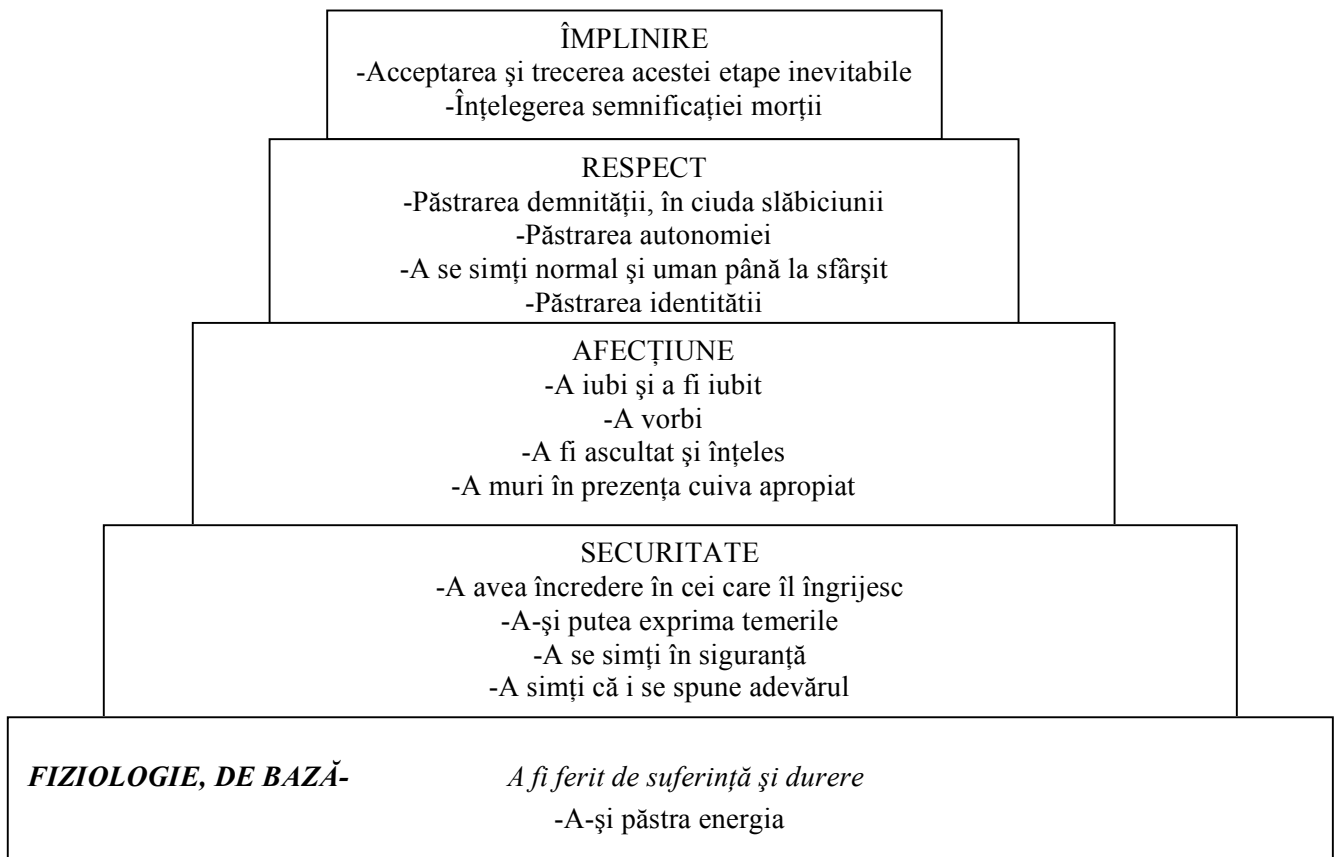 ÎMPLINIRE
-Acceptarea şi trecerea acestei etape inevitabile
-Înțelegerea semnificației morții
RESPECT
-Păstrarea demnității, în ciuda slăbiciunii
-Păstrarea autonomiei
-A se simți normal şi uman până la sfârşit
-Păstrarea identitătii
AFECȚIUNE
-A iubi şi a fi iubit
-A vorbi
-A fi ascultat şi înțeles
-A muri în prezența cuiva apropiat
SECURITATE
-A avea încredere în cei care îl îngrijesc
-A-şi putea exprima temerile
-A se simți în siguranță
-A simți că i se spune adevărul
FIZIOLOGIE, DE BAZĂ- A fi ferit de suferință şi durere
-A-şi păstra energia